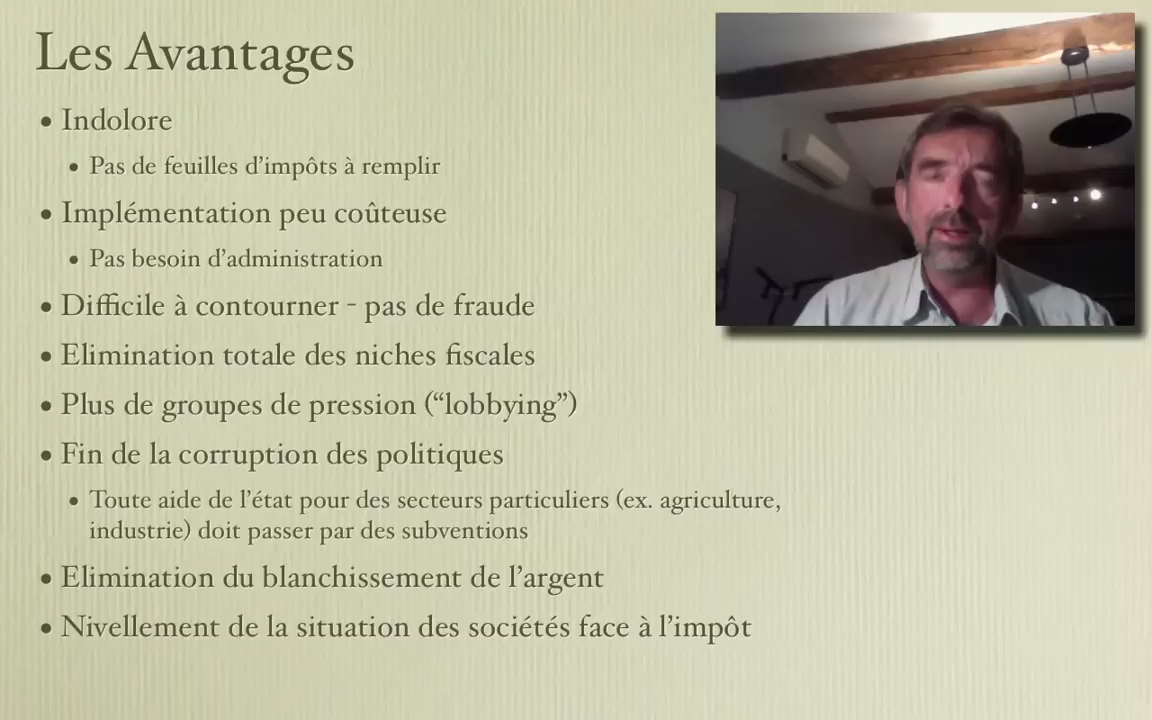 Les Avantages
• Indolore
• Pas de feuilles d’impôts à remplir
• Implémentation peu coûteuse
• Pas besoin d’administration
• Difficile à contourner - pas de fraude
• Elimination totale des niches fiscales
• Plus de groupes de pression (“lobbying”)
• Fin de la corruption des politiques
• Toute aide de l’état pour des secteurs particuliers (ex. agriculture,
industrie) doit passer par des subventions
• Elimination du blanchissement de l’argent
• Nivellement de la situation des sociétés face à l’impôt